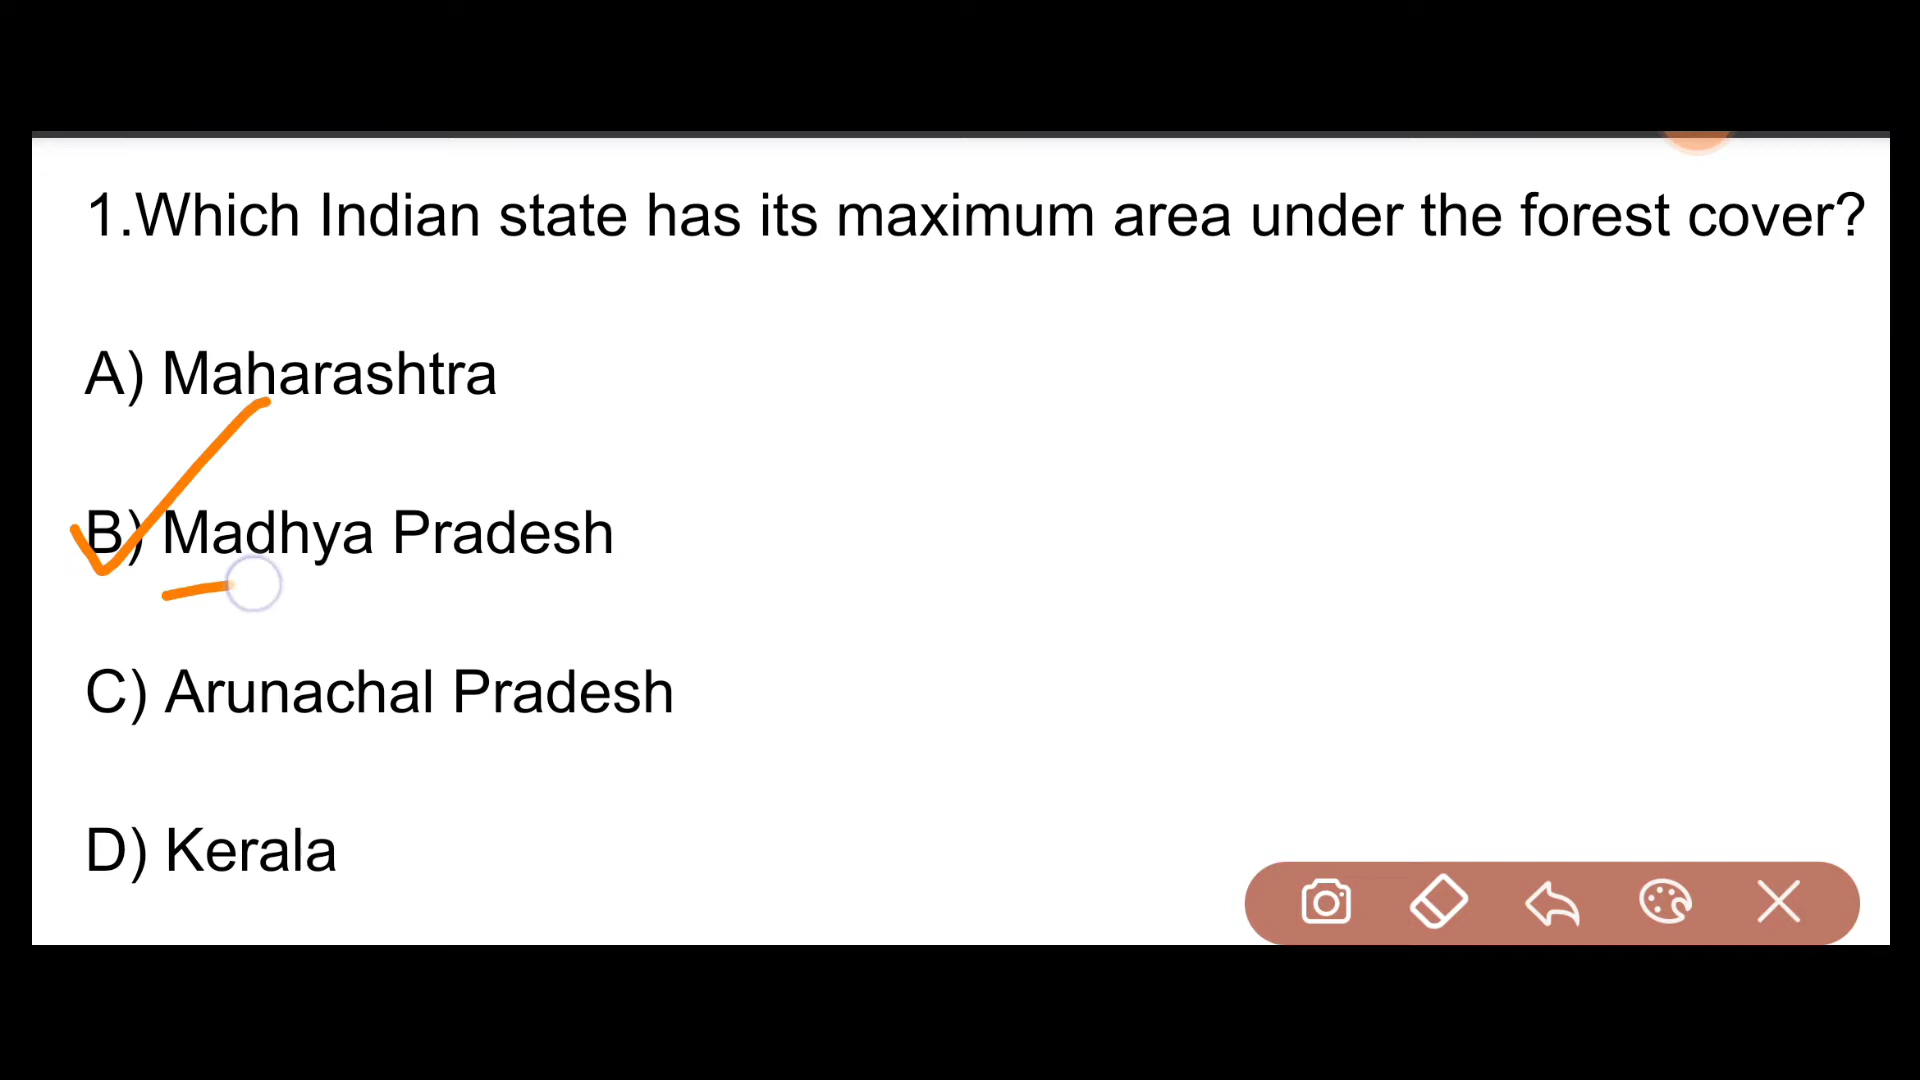 1.Which Indian state has its maximum area under the forest cover?
A) Maharashtra
B) Madhya Pradesh
C) Arunachal Pradesh
D) Kerala